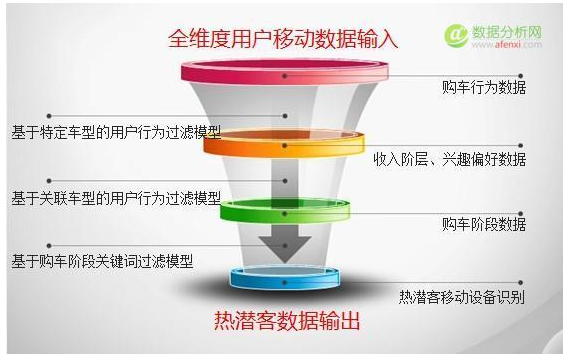 全维度用户移动数据输入
数据分析网
www.afenxi.com
购车行为数据
基于特定车型的用户行为过滤模型
收入阶层、兴趣偏好数据
基于关联车型的用户行为过滤模型
购车阶段数据
基于购车阶段关键词过滤模型
热潜客移动设备识别
热潜客数据输出